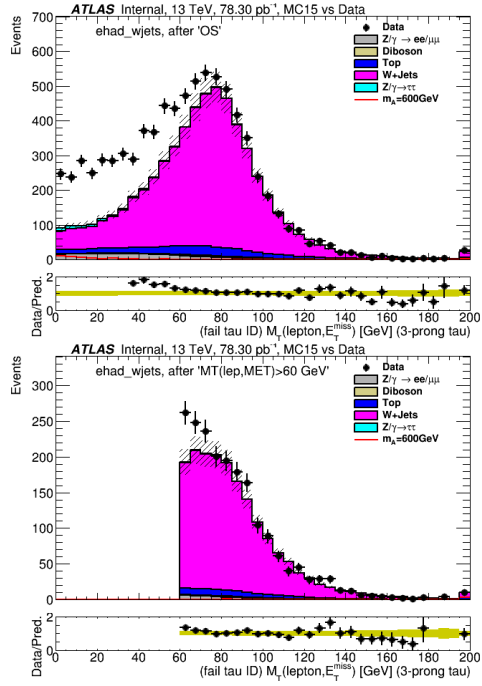 ATLAS Internal, 13 TeV, 78.30 pb⁻¹, MC15 vs Data
Events
700
600
500
400
300
200
100
0
ehad_wjets, after 'OS'
Data
Z/γ → ee/μμ
Diboson
Top
W+Jets
Z/γ → ττ
m_A=600GeV
Data/Pred.
2
1
0
0 20 40 60 80 100 120 140 160 180 200
(fail tau ID) M_T(lepton,E_T^miss) [GeV] (3-prong tau)
ATLAS Internal, 13 TeV, 78.30 pb⁻¹, MC15 vs Data
Events
300
250
200
150
100
50
0
ehad_wjets, after 'MT(lep,MET)>60 GeV'
Data
Z/γ → ee/μμ
Diboson
Top
W+Jets
Z/γ → ττ
m_A=600GeV
Data/Pred.
2
1
0
0 20 40 60 80 100 120 140 160 180 200
(fail tau ID) M_T(lepton,E_T^miss) [GeV] (3-prong tau)